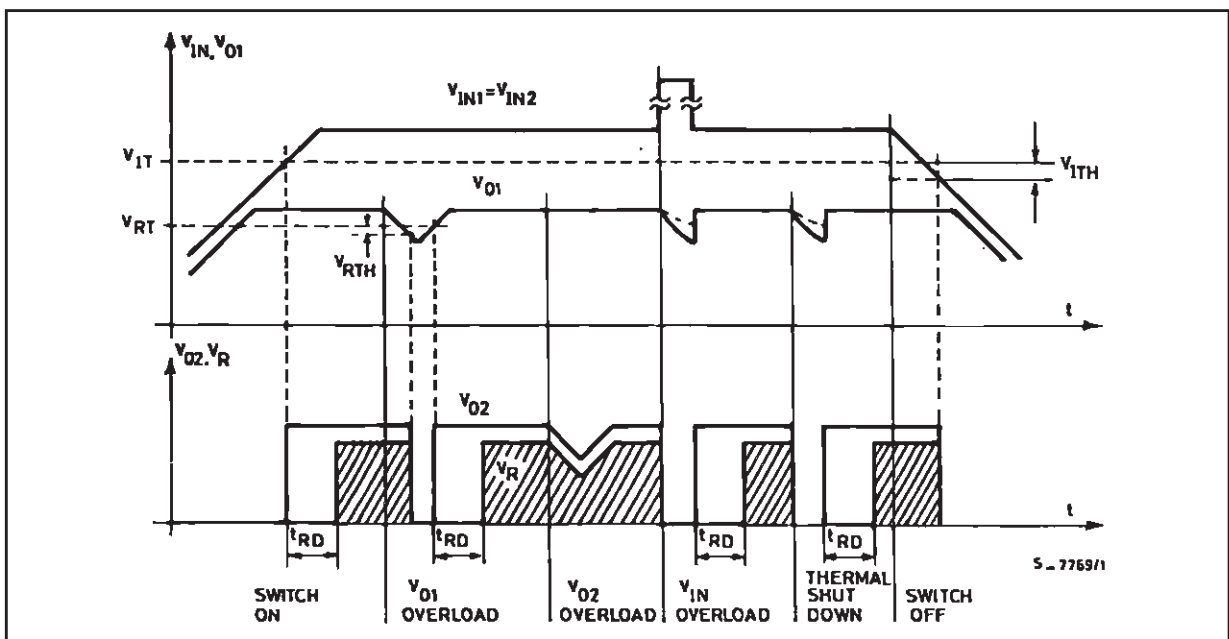 V_IN, V_O1
V_IN1 = V_IN2
V_IT
V_ITH
V_O1
V_RT
V_RTH
t
V_O2, V_R
V_O2
V_R
t
t_RD
t_RD
t_RD
t_RD
S_7769/1
SWITCH ON
V_O1 OVERLOAD
V_O2 OVERLOAD
V_IN OVERLOAD
THERMAL SHUT DOWN
SWITCH OFF